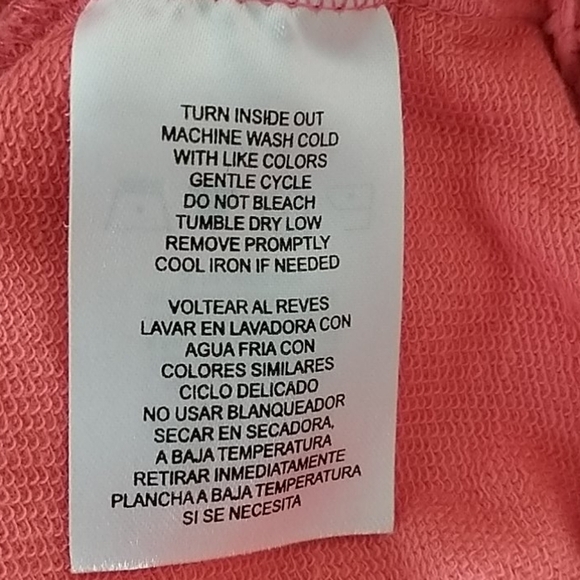 TURN INSIDE OUT
MACHINE WASH COLD
WITH LIKE COLORS
GENTLE CYCLE
DO NOT BLEACH
TUMBLE DRY LOW
REMOVE PROMPTLY
COOL IRON IF NEEDED
VOLTEAR AL REVES
LAVAR EN LAVADORA CON
AGUA FRIA CON
COLORES SIMILARES
CICLO DELICADO
NO USAR BLANQUEADOR
SECAR EN SECADORA,
A BAJA TEMPERATURA
RETIRAR INMEDIATAMENTE
PLANCHA A BAJA TEMPERATURA
SI SE NECESITA